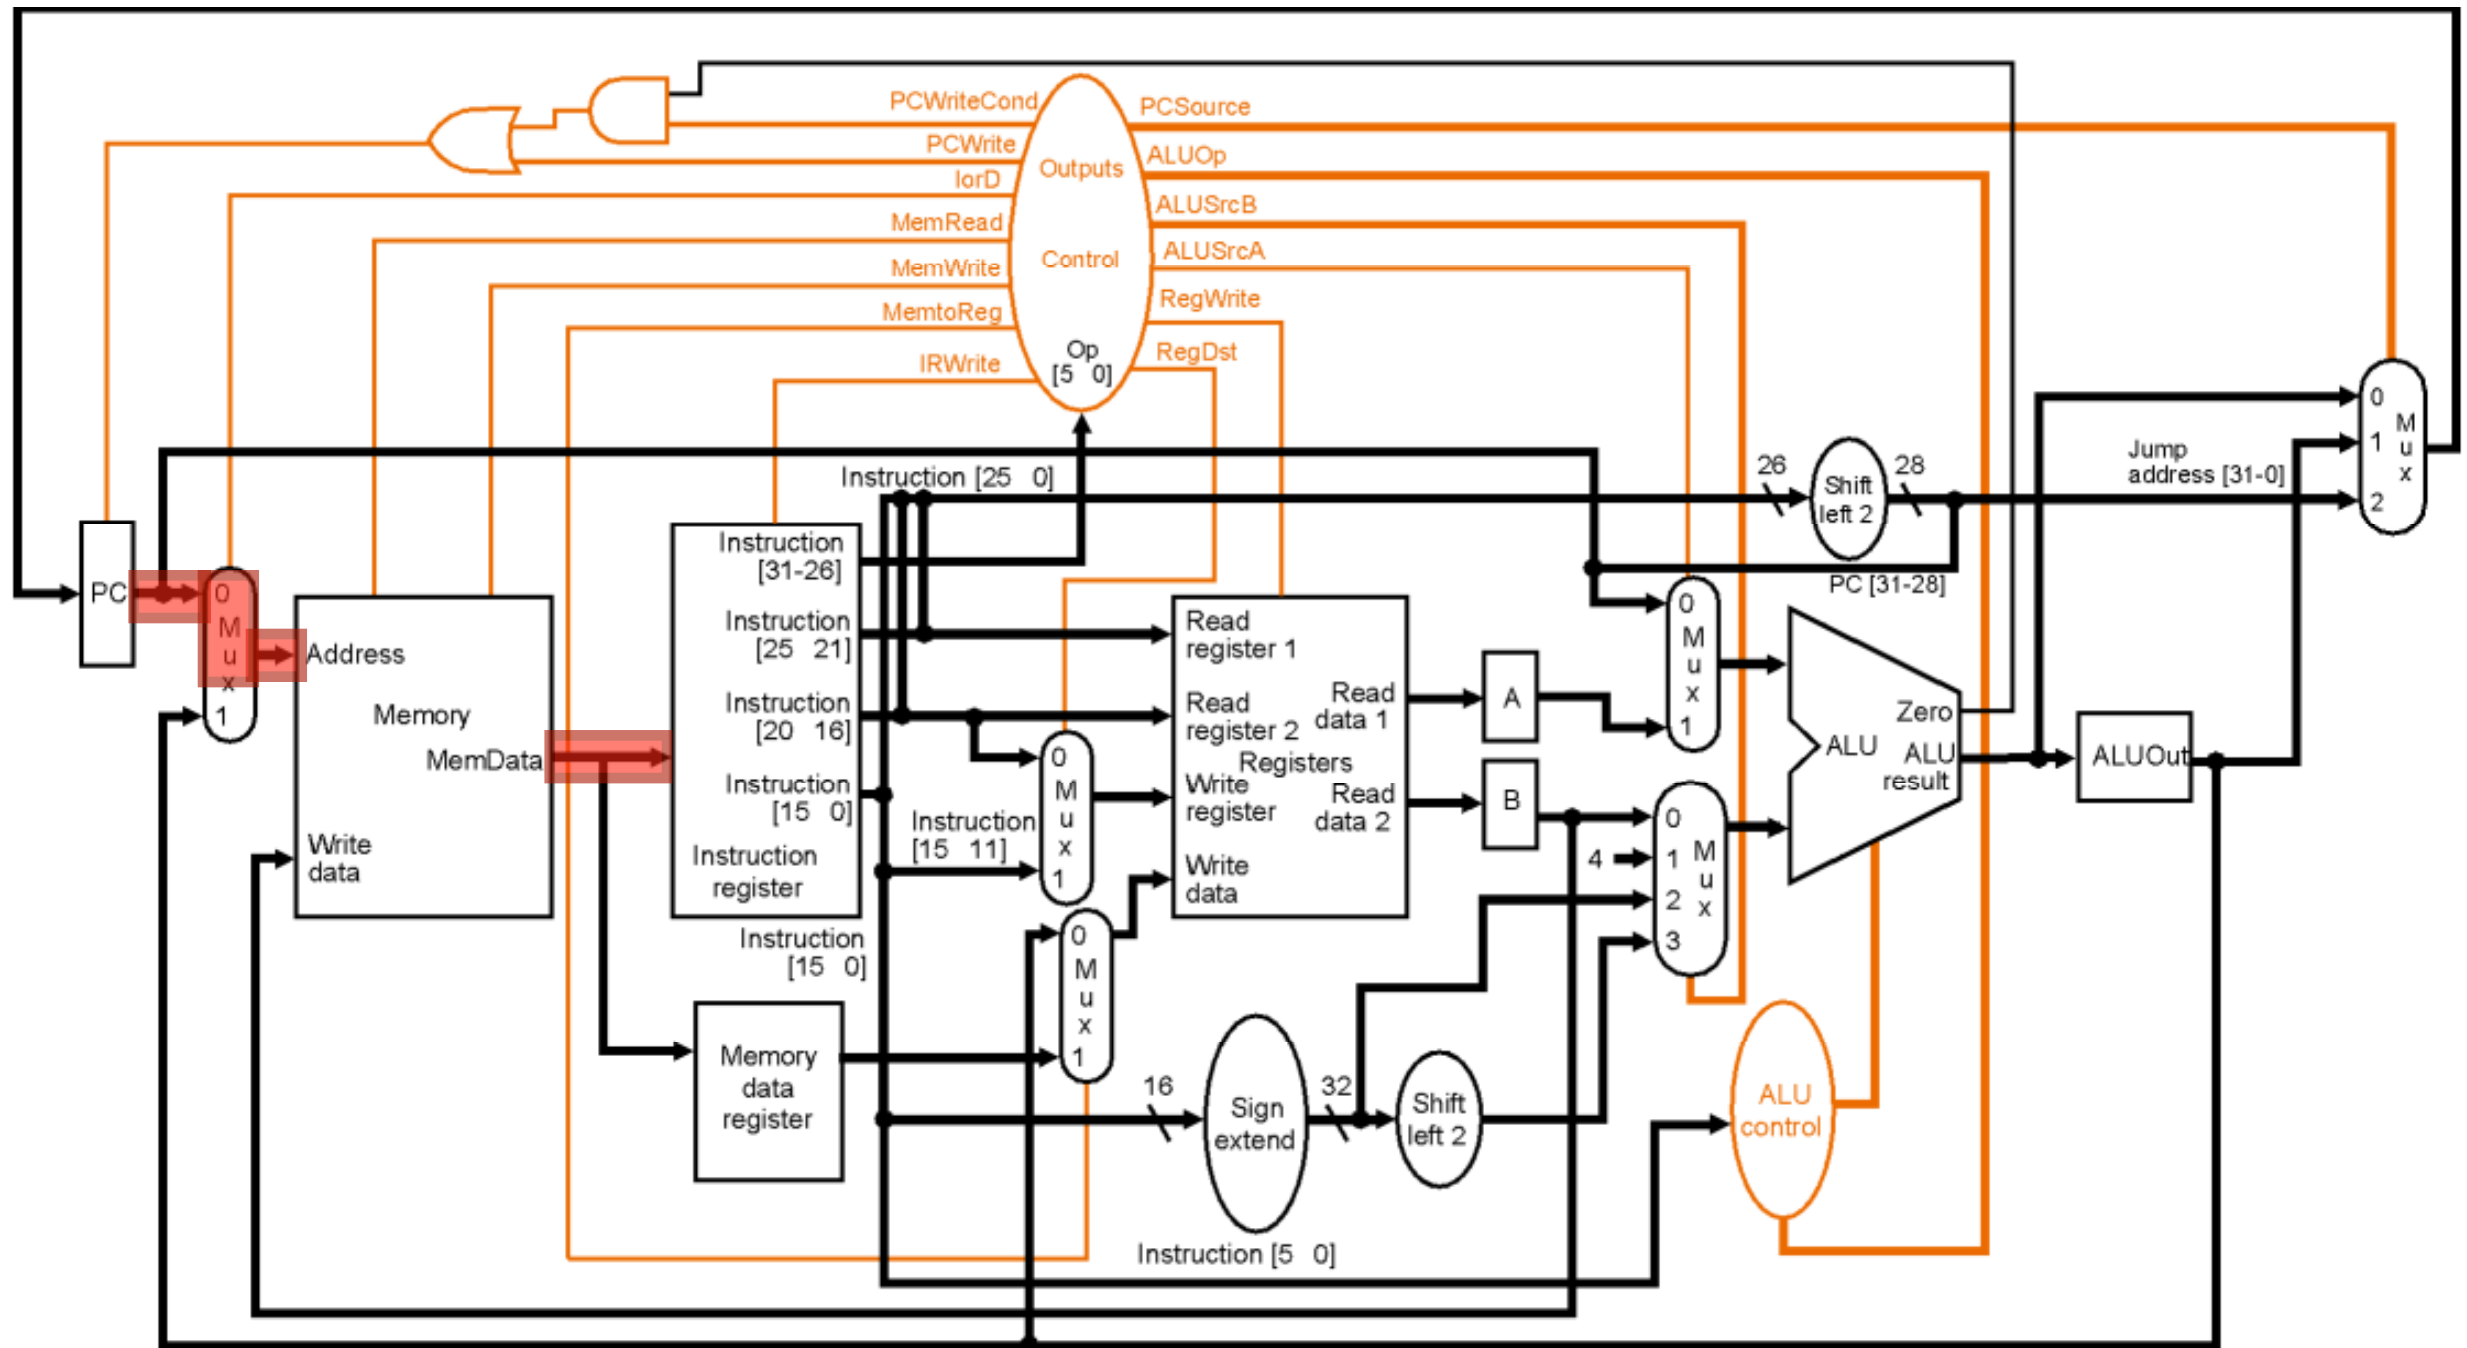 PCWriteCond
PCSource
PCWrite
ALUOp
Outputs
IorD
ALUSrcB
MemRead
ALUSrcA
Control
MemWrite
RegWrite
MemtoReg
Op
[5 0]
RegDst
IRWrite
0
M
u
x
1
2
Jump
address [31-0]
26
Shift
left 2
28
Instruction [25 0]
PC [31-28]
PC
0
M
u
x
1
Address
Memory
MemData
Write
data
Instruction
[31-26]
Instruction
[25 21]
Instruction
[20 16]
Instruction
[15 0]
Instruction
register
Instruction
[15 0]
Instruction
[15 11]
0
M
u
x
1
Read
register 1
Read
register 2
Registers
Write
register
Write
data
Read
data 1
Read
data 2
A
B
0
M
u
x
1
4
0
1
2
3
M
u
x
Zero
ALU
ALU
result
ALUOut
Memory
data
register
0
M
u
x
1
16
Sign
extend
32
Shift
left 2
ALU
control
Instruction [5 0]